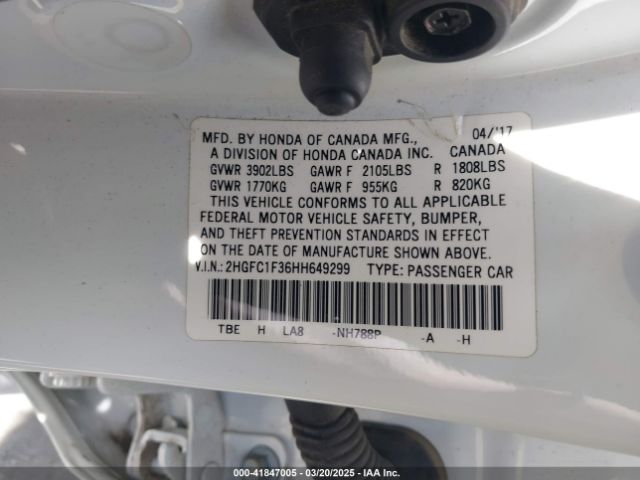 MFD. BY HONDA OF CANADA MFG., 04/'17
A DIVISION OF HONDA CANADA INC. CANADA
GVWR 3902LBS GAWR F 2105LBS R 1808LBS
GVWR 1770KG GAWR F 955KG R 820KG
THIS VEHICLE CONFORMS TO ALL APPLICABLE
FEDERAL MOTOR VEHICLE SAFETY, BUMPER,
AND THEFT PREVENTION STANDARDS IN EFFECT
ON THE DATE OF MANUFACTURE SHOWN ABOVE.
V.I.N.: 2HGFC1F36HH649299 TYPE: PASSENGER CAR
TBE H LA8 -NH788P -A -H
000-41847005 — 03/20/2025 — IAA Inc.